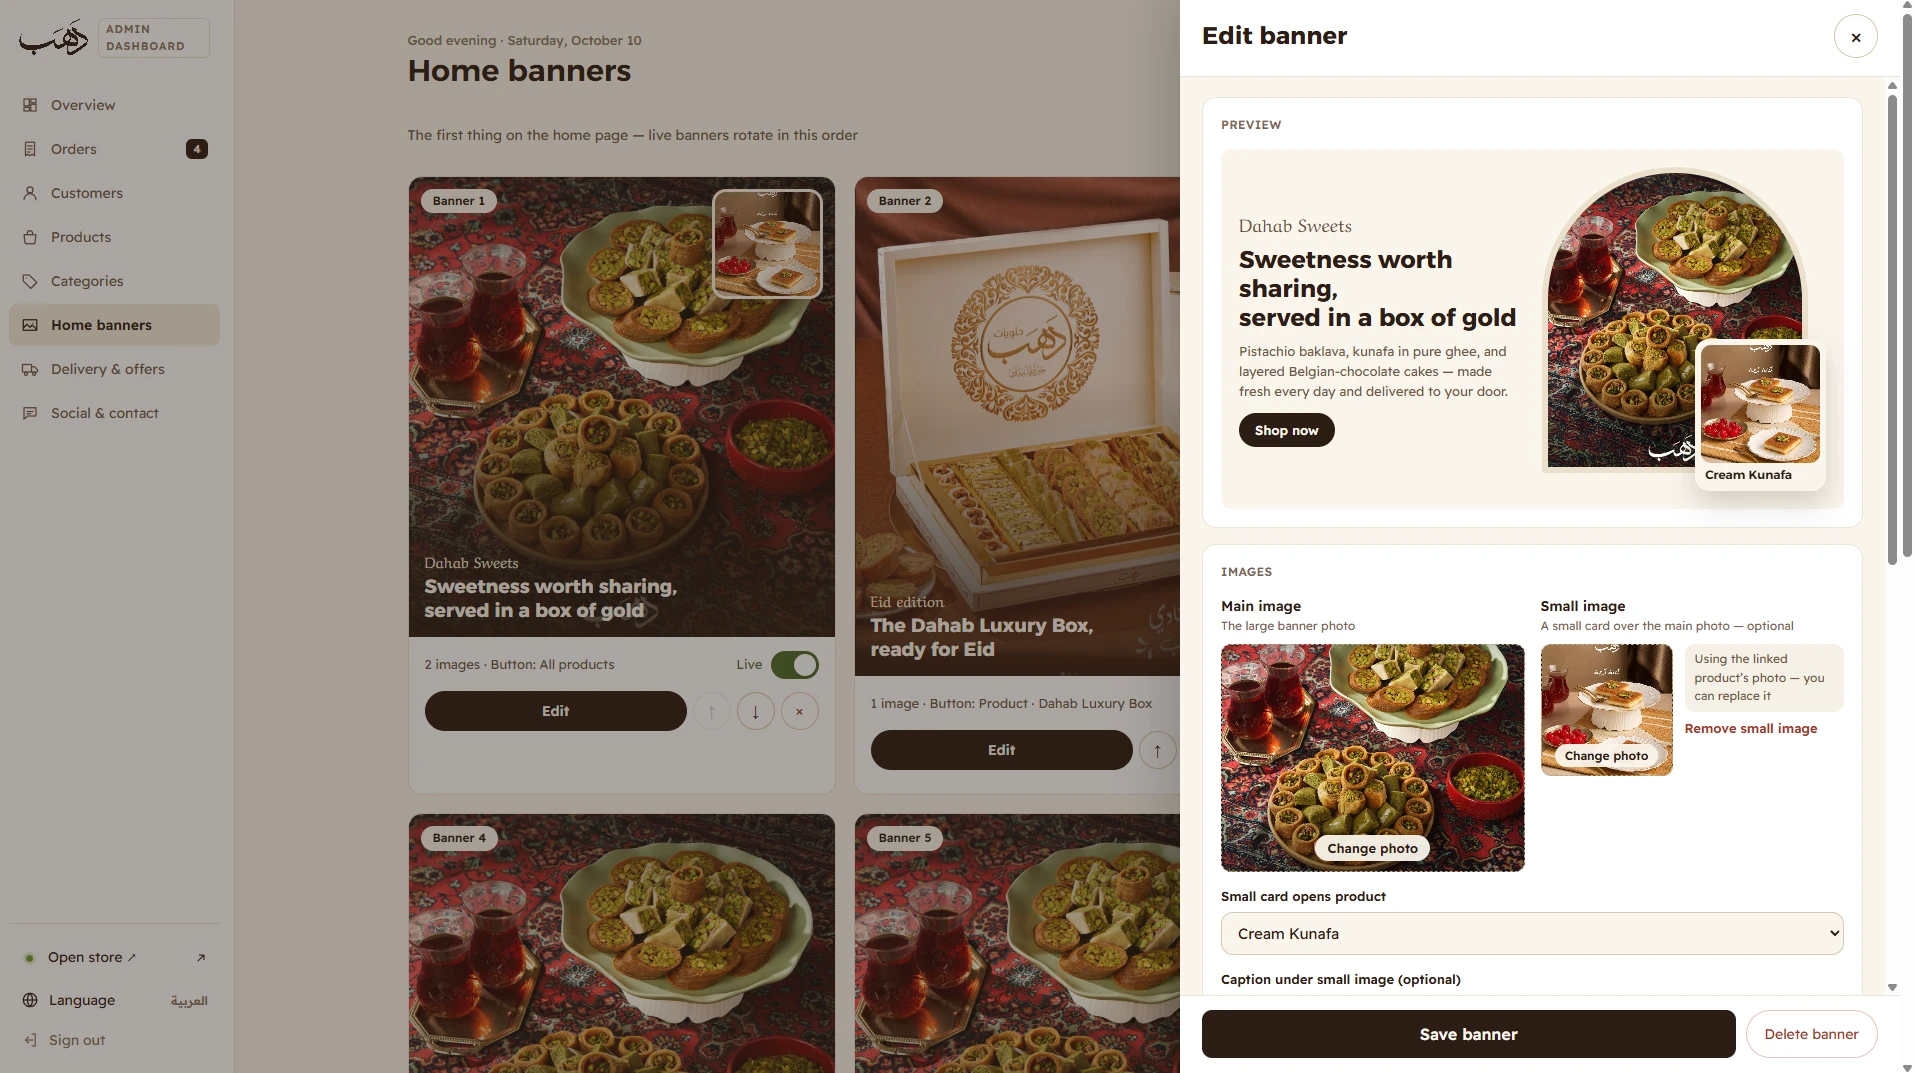 دهب
ADMIN
DASHBOARD
Overview
Orders
4
Customers
Products
Categories
Home banners
Delivery & offers
Social & contact
Open store ↗
Language
العربية
Sign out
Good evening · Saturday, October 10
Home banners
The first thing on the home page — live banners rotate in this order
Banner 1
Dahab Sweets
Sweetness worth sharing,
served in a box of gold
2 images · Button: All products
Live
Edit
Banner 2
حلويات
دهب
Eid edition
The Dahab Luxury Box,
ready for Eid
1 image · Button: Product · Dahab Luxury Box
Edit
Banner 4
Banner 5
Edit banner
PREVIEW
Dahab Sweets
Sweetness worth
sharing,
served in a box of gold
Pistachio baklava, kunafa in pure ghee, and
layered Belgian-chocolate cakes — made
fresh every day and delivered to your door.
Shop now
دهب
Cream Kunafa
IMAGES
Main image
The large banner photo
Change photo
Small image
A small card over the main photo — optional
Change photo
Using the linked
product's photo — you
can replace it
Remove small image
Small card opens product
Cream Kunafa
Caption under small image (optional)
Save banner
Delete banner